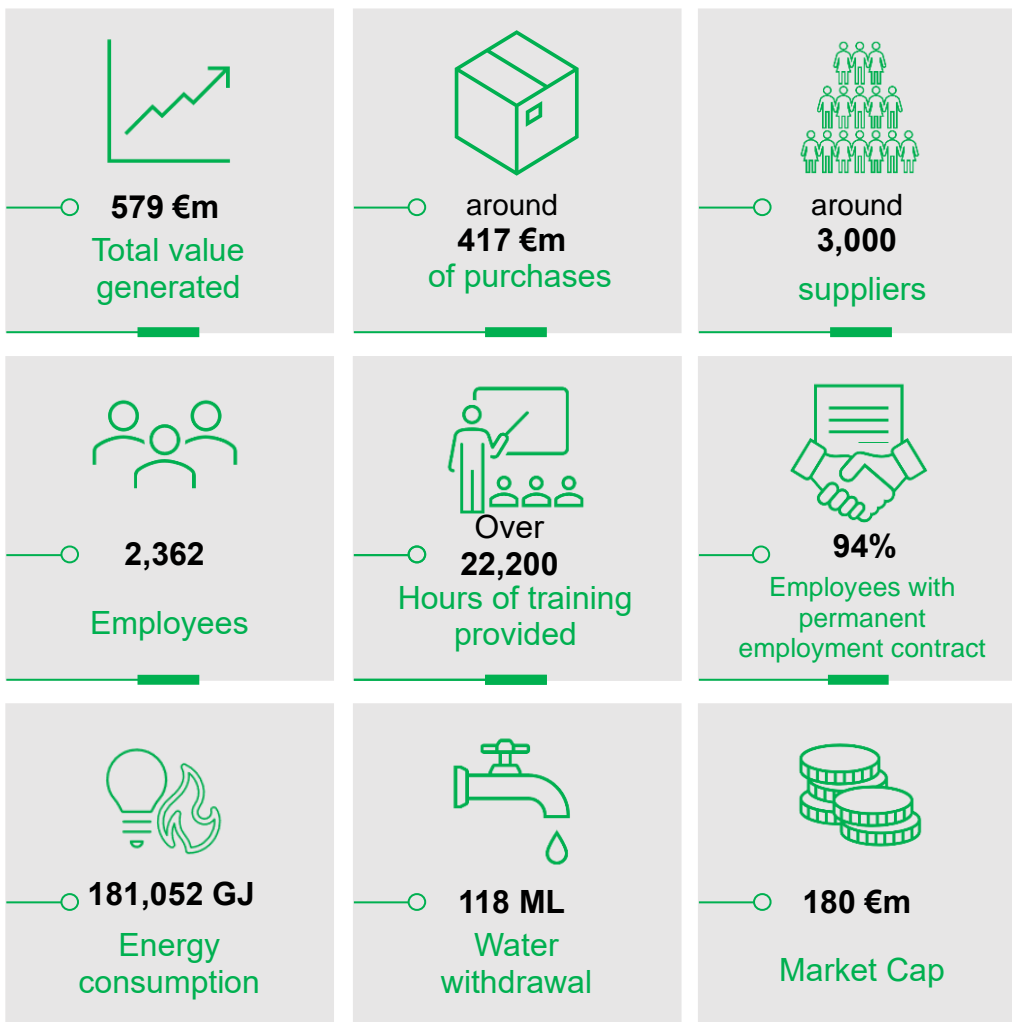 579 €m
Total value
generated
around
417 €m
of purchases
around
3,000
suppliers
2,362
Employees
Over
22,200
Hours of training
provided
94%
Employees with
permanent
employment contract
181,052 GJ
Energy
consumption
118 ML
Water
withdrawal
180 €m
Market Cap